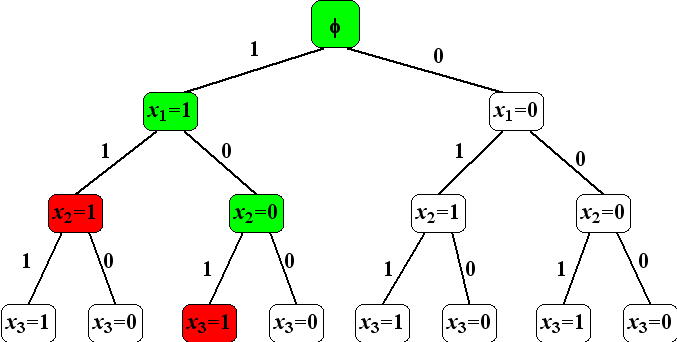 ϕ
1 0
x₁=1 x₁=0
1 0 1 0
x₂=1 x₂=0 x₂=1 x₂=0
1 0 1 0 1 0 1 0
x₃=1 x₃=0 x₃=1 x₃=0 x₃=1 x₃=0 x₃=1 x₃=0